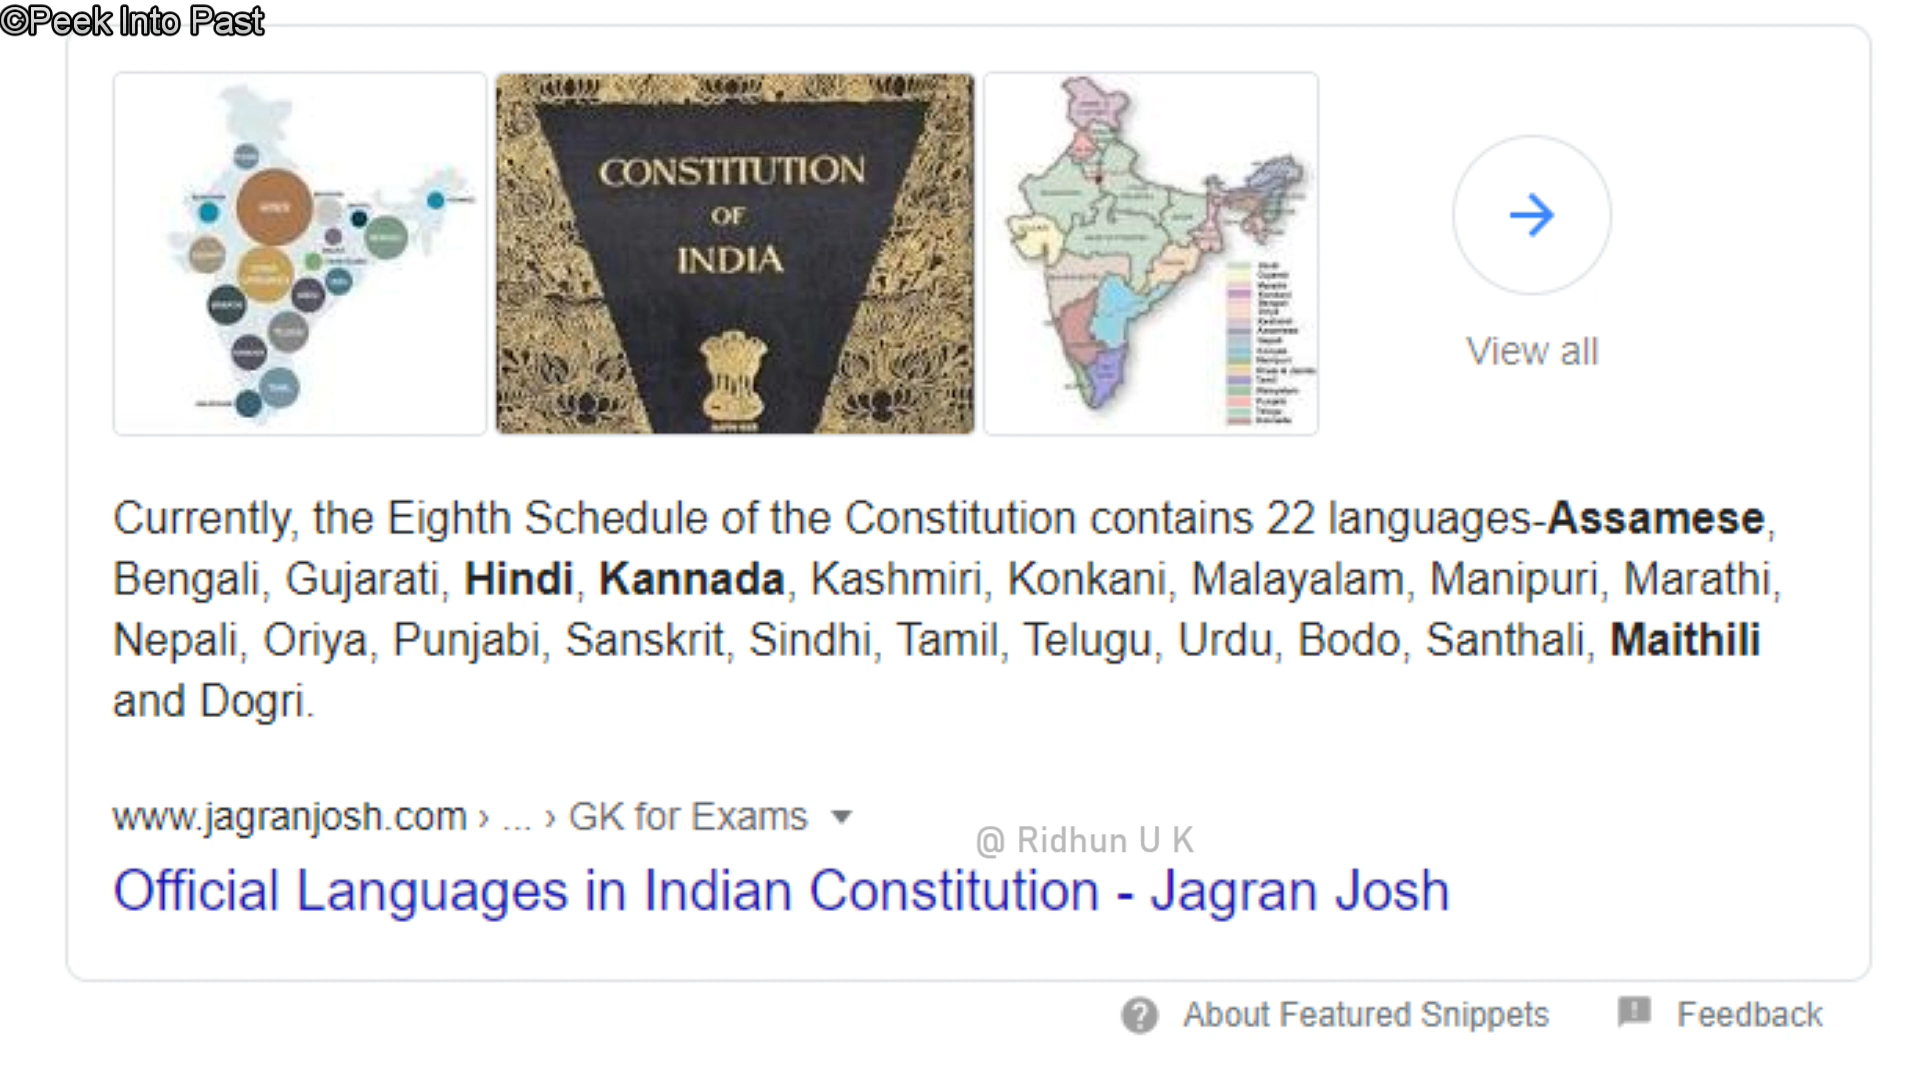 ©Peek Into Past
CONSTITUTION
OF
INDIA
View all
Currently, the Eighth Schedule of the Constitution contains 22 languages-Assamese,
Bengali, Gujarati, Hindi, Kannada, Kashmiri, Konkani, Malayalam, Manipuri, Marathi,
Nepali, Oriya, Punjabi, Sanskrit, Sindhi, Tamil, Telugu, Urdu, Bodo, Santhali, Maithili
and Dogri.
www.jagranjosh.com › ... › GK for Exams
@ Ridhun U K
Official Languages in Indian Constitution - Jagran Josh
About Featured Snippets
Feedback